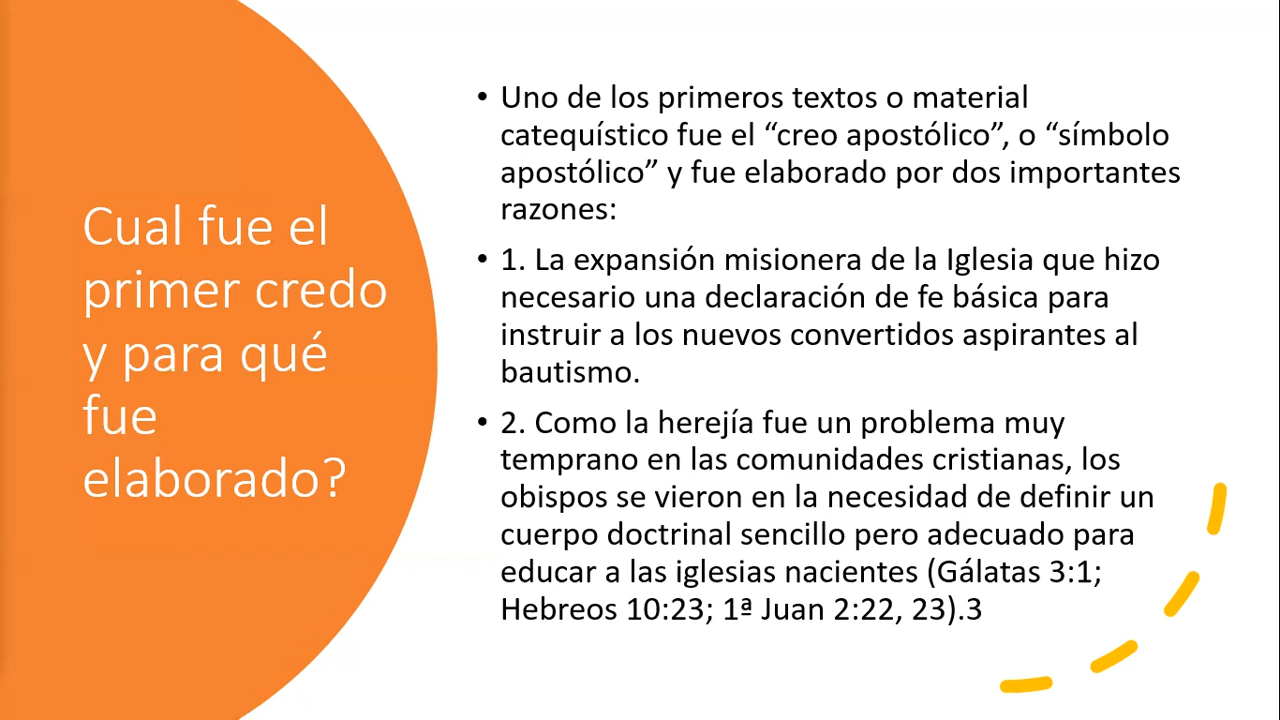 Cual fue el
primer credo
y para qué
fue
elaborado?
• Uno de los primeros textos o material
catequístico fue el “creo apostólico”, o “símbolo
apostólico” y fue elaborado por dos importantes
razones:
• 1. La expansión misionera de la Iglesia que hizo
necesario una declaración de fe básica para
instruir a los nuevos convertidos aspirantes al
bautismo.
• 2. Como la herejía fue un problema muy
temprano en las comunidades cristianas, los
obispos se vieron en la necesidad de definir un
cuerpo doctrinal sencillo pero adecuado para
educar a las iglesias nacientes (Gálatas 3:1;
Hebreos 10:23; 1ª Juan 2:22, 23).3